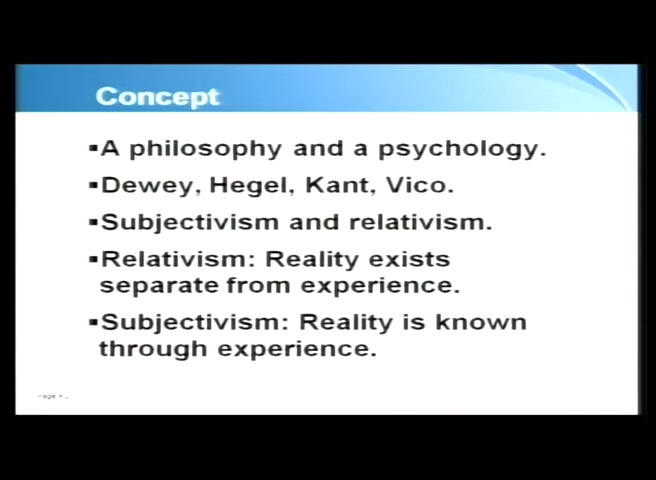 Concept
▪A philosophy and a psychology.
▪Dewey, Hegel, Kant, Vico.
▪Subjectivism and relativism.
▪Relativism: Reality exists
separate from experience.
▪Subjectivism: Reality is known
through experience.